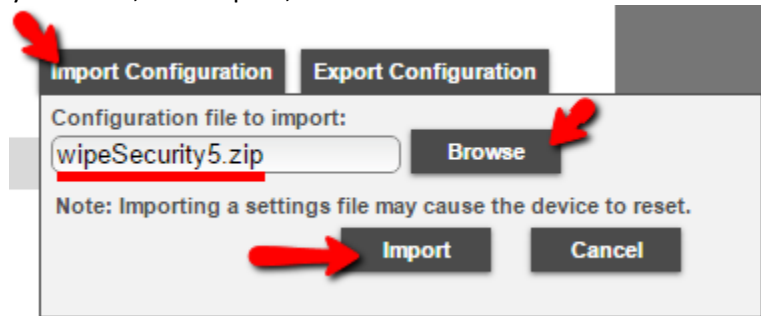 Import Configuration Export Configuration
Configuration file to import:
wipeSecurity5.zip Browse
Note: Importing a settings file may cause the device to reset.
Import Cancel